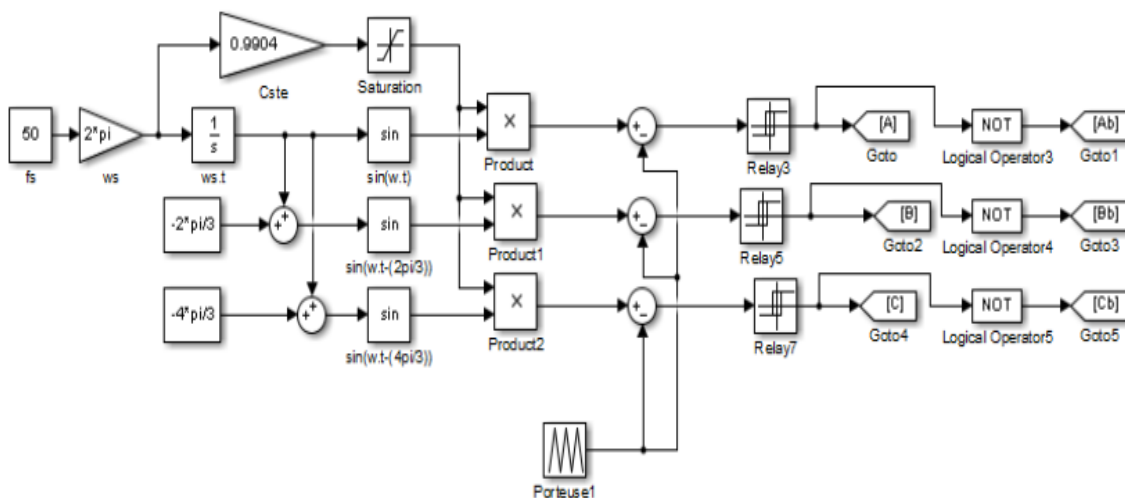 0.9904
Cste
Saturation
50
fs
2*pi
ws
1
s
ws.t
sin
sin(w.t)
×
Product
+
−
Relay3
[A]
Goto
NOT
Logical Operator3
[Ab]
Goto1
-2*pi/3
+
+
sin
sin(w.t-(2pi/3))
×
Product1
+
−
Relay5
[B]
Goto2
NOT
Logical Operator4
[Bb]
Goto3
-4*pi/3
+
+
sin
sin(w.t-(4pi/3))
×
Product2
+
−
Relay7
[C]
Goto4
NOT
Logical Operator5
[Cb]
Goto5
Porteuse1